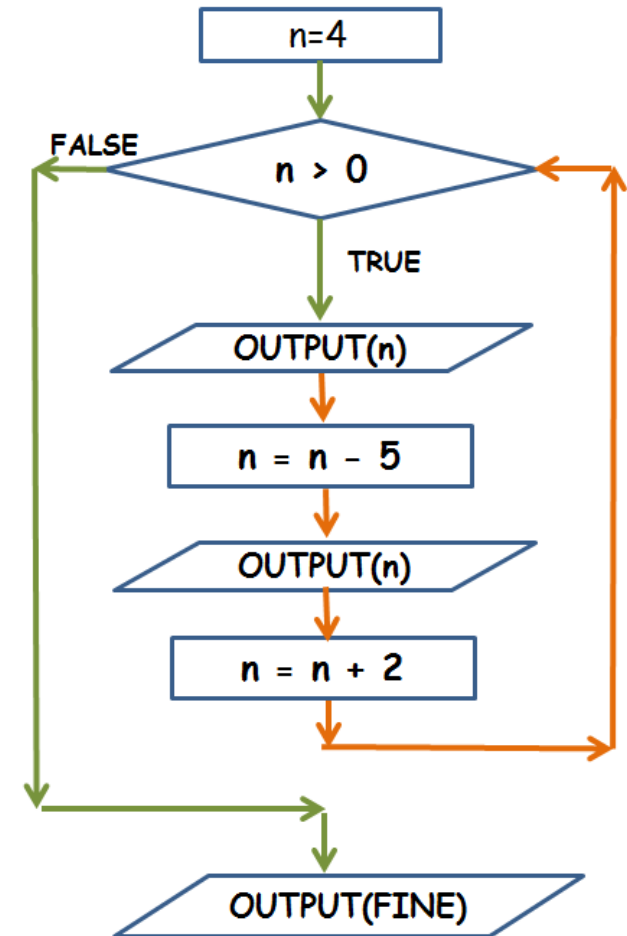 n=4
FALSE
n > 0
TRUE
OUTPUT(n)
n = n - 5
OUTPUT(n)
n = n + 2
OUTPUT(FINE)